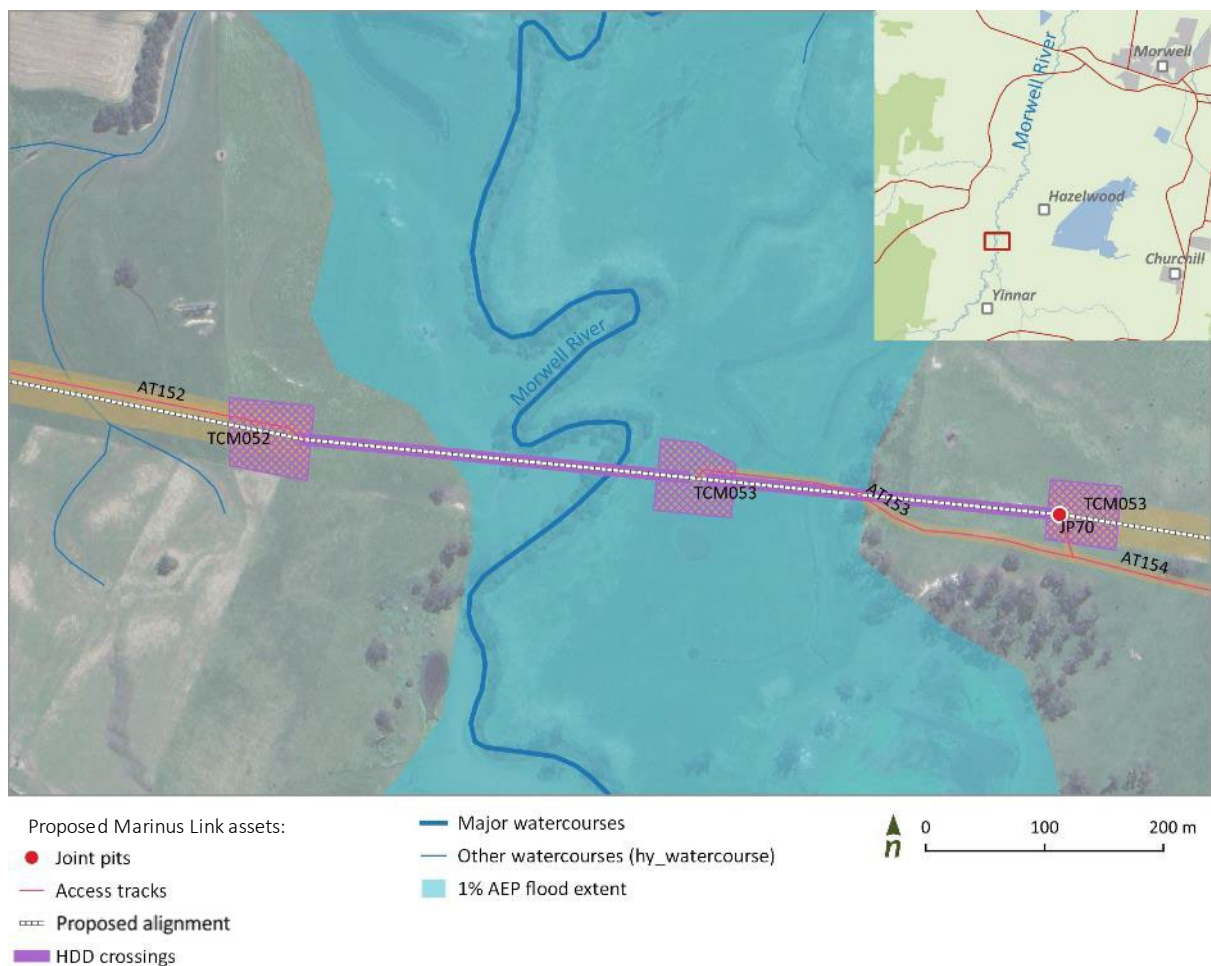 Morwell
Morwell River
Hazelwood
Churchill
Yinnar
Morwell River
AT152
TCM052
TCM053
AT153
TCM053
JP70
AT154
Proposed Marinus Link assets:
Joint pits
Access tracks
Proposed alignment
HDD crossings
Major watercourses
Other watercourses (hy_watercourse)
1% AEP flood extent
n
0 100 200 m